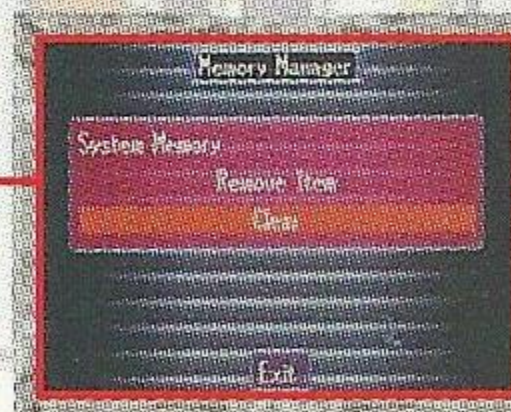 Memory Manager
System Memory
Remove Item
Clear
Exit